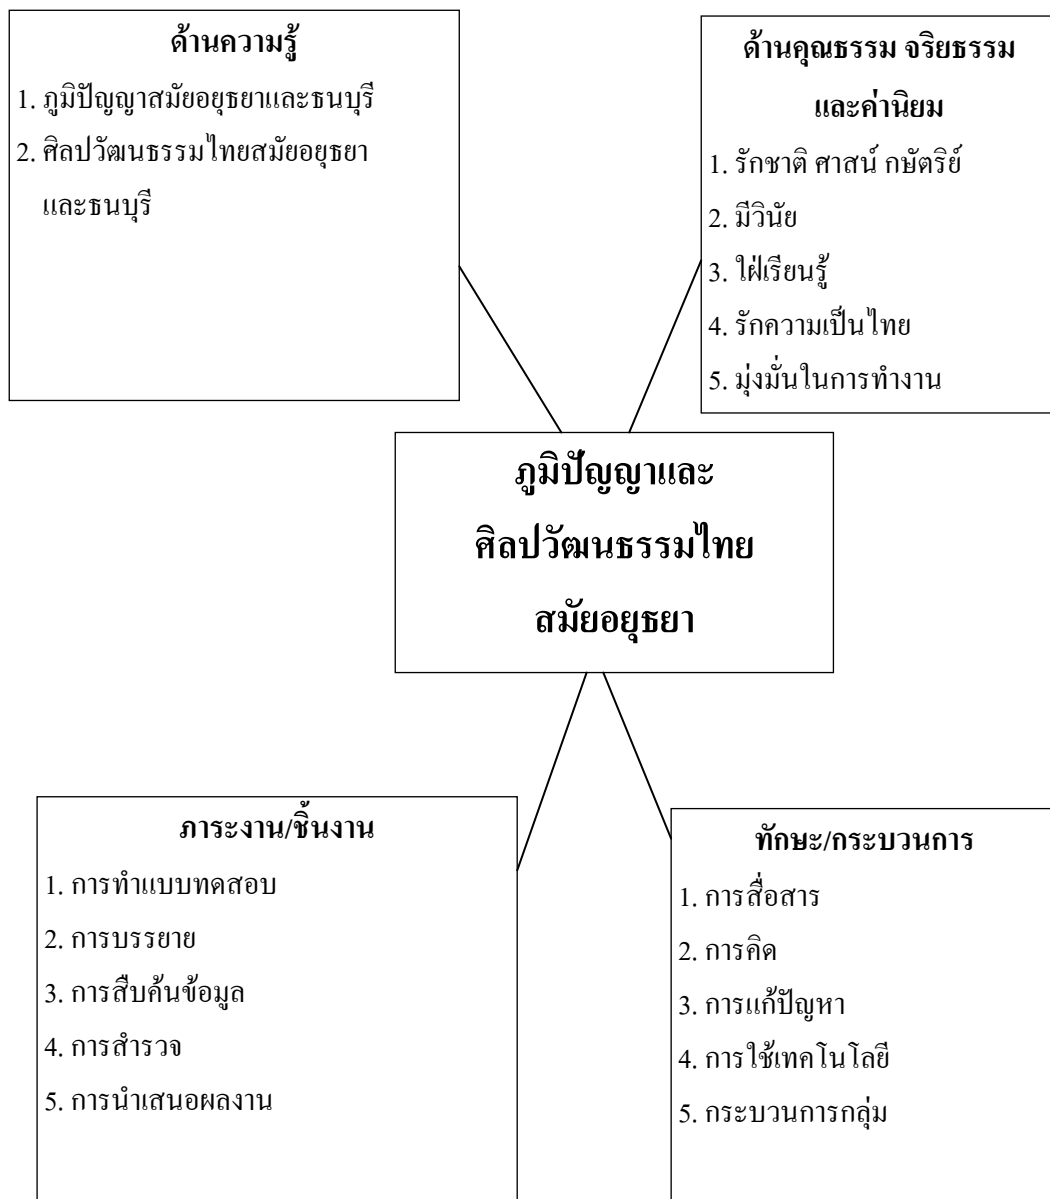 ด้านความรู้
1. ภูมิปัญญาสมัยอยุธยาและธนบุรี
2. ศิลปวัฒนธรรมไทยสมัยอยุธยา
และธนบุรี
ด้านคุณธรรม จริยธรรม
และค่านิยม
1. รักชาติ ศาสน์ กษัตริย์
2. มีวินัย
3. ใฝ่เรียนรู้
4. รักความเป็นไทย
5. มุ่งมั่นในการทำงาน
ภูมิปัญญาและ
ศิลปวัฒนธรรมไทย
สมัยอยุธยา
ภาระงาน/ชิ้นงาน
1. การทำแบบทดสอบ
2. การบรรยาย
3. การสืบค้นข้อมูล
4. การสำรวจ
5. การนำเสนอผลงาน
ทักษะ/กระบวนการ
1. การสื่อสาร
2. การคิด
3. การแก้ปัญหา
4. การใช้เทคโนโลยี
5. กระบวนการกลุ่ม